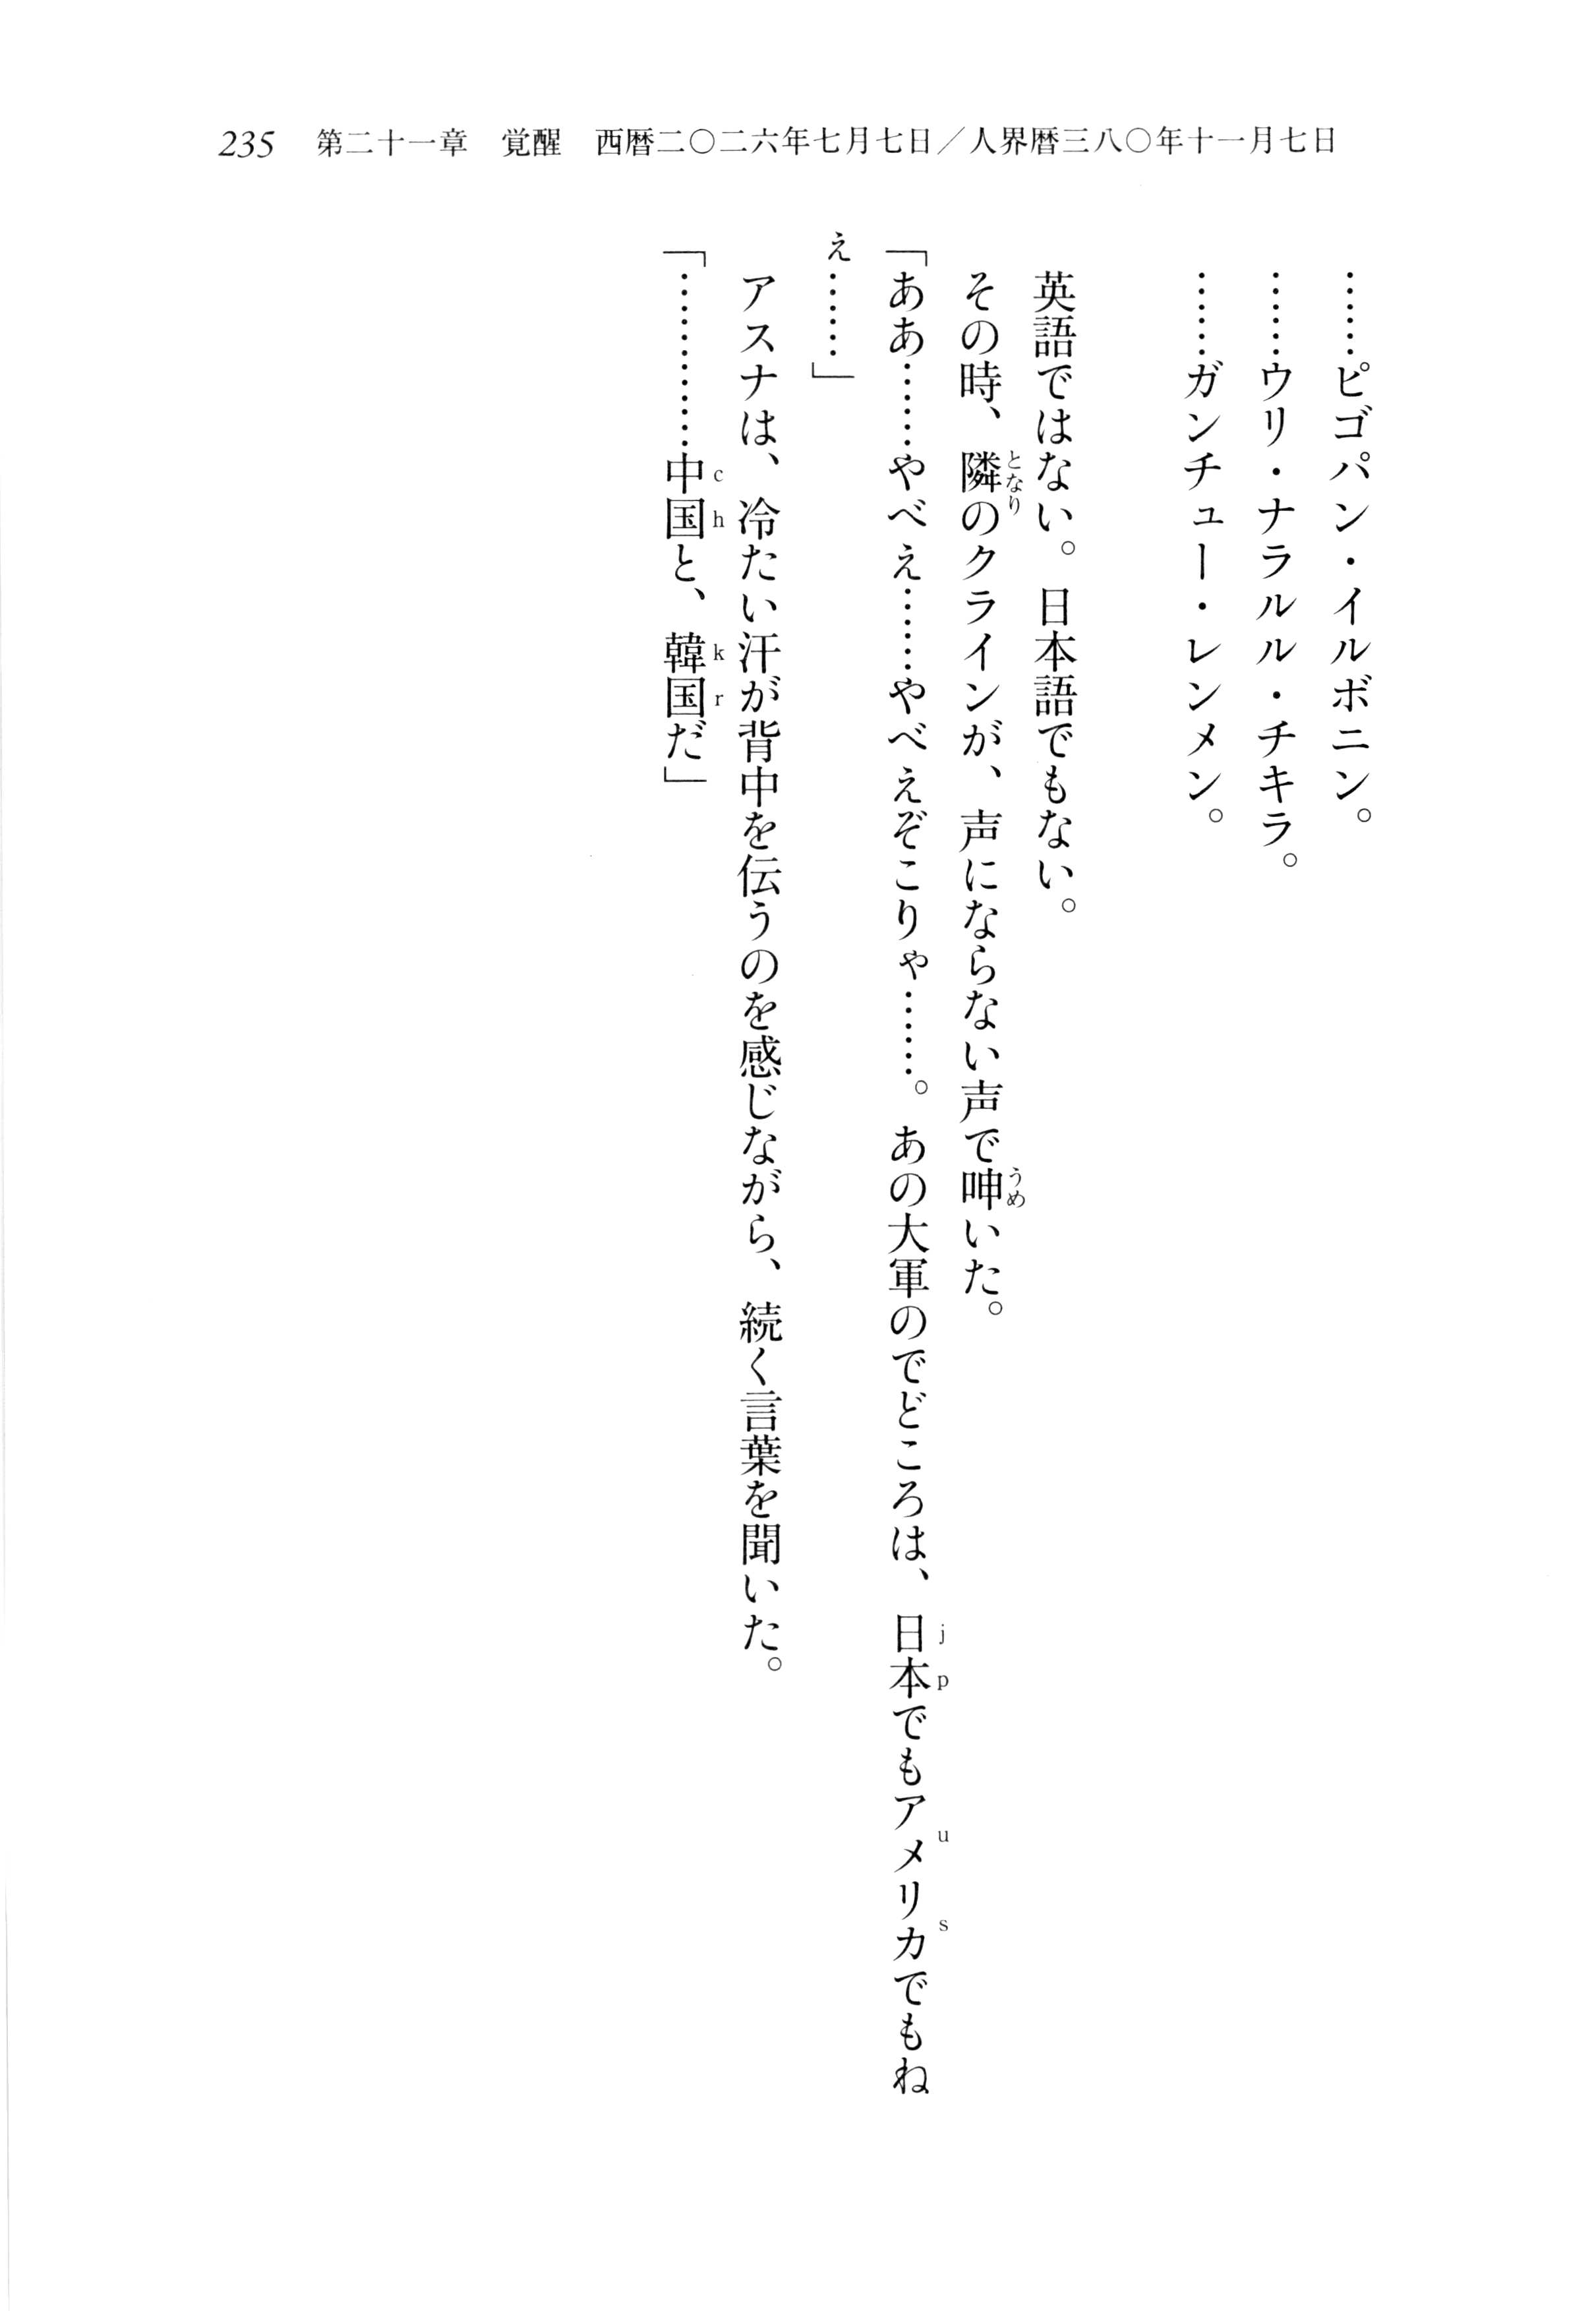 235 第二十一章 覚醒 西暦二〇二六年七月七日／人界暦三八〇年十一月七日
……ピゴパン・イルボニン。
……ウリ・ナラルル・チキラ。
……ガンチュー・レンメン。
英語ではない。日本語でもない。
その時、隣のクラインが、声にならない声で呻いた。
となり
うめ
「ああ……やべえ……やべえぞこりゃ……。あの大軍のでどころは、日本でもアメリカでもね
jp
us
え……」
アスナは、冷たい汗が背中を伝うのを感じながら、続く言葉を聞いた。
「…………中国と、韓国だ」
ch
kr